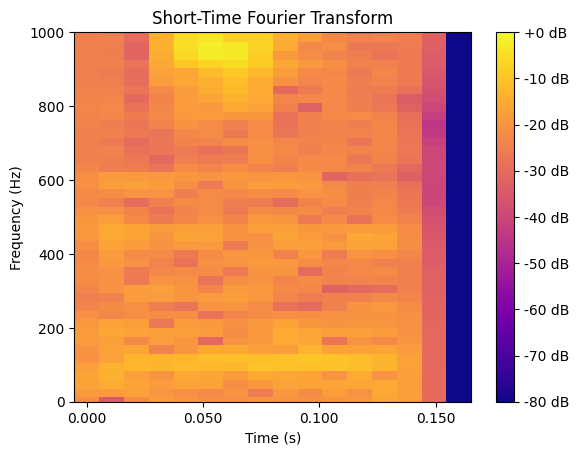 Short-Time Fourier Transform
1000
800
600
400
200
0
Frequency (Hz)
0.000
0.050
0.100
0.150
Time (s)
+0 dB
-10 dB
-20 dB
-30 dB
-40 dB
-50 dB
-60 dB
-70 dB
-80 dB